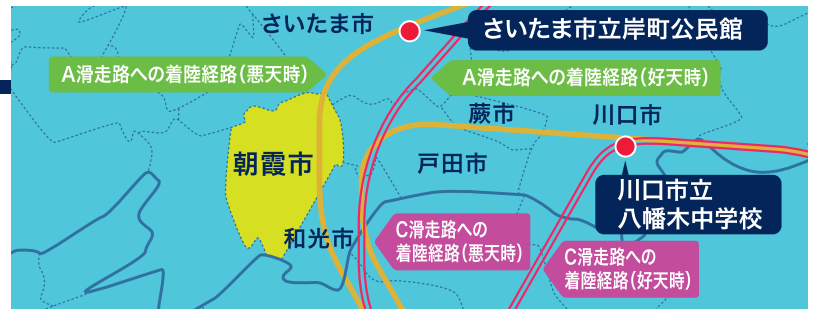 さいたま市
さいたま市立岸町公民館
A滑走路への着陸経路(悪天時)
A滑走路への着陸経路(好天時)
蕨市
川口市
朝霞市
戸田市
川口市立
八幡木中学校
和光市
C滑走路への
着陸経路(悪天時)
C滑走路への
着陸経路(好天時)